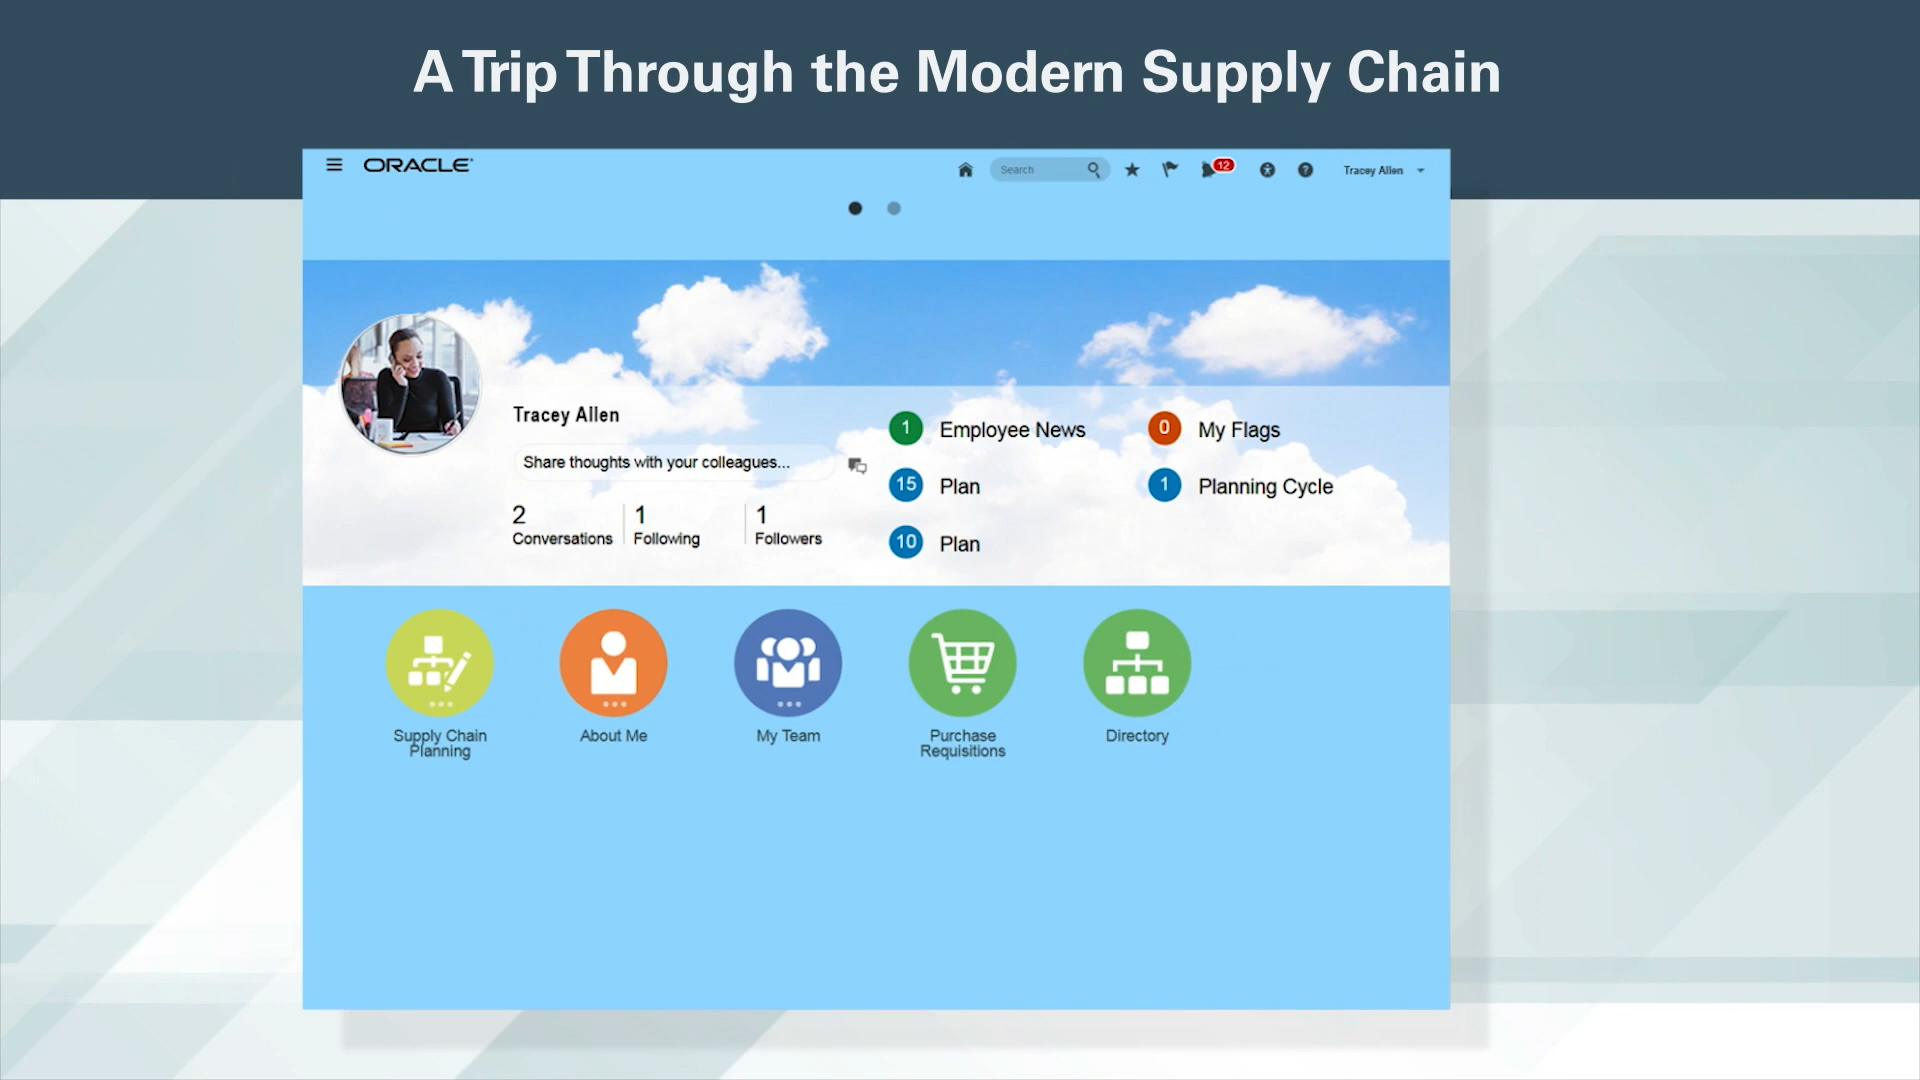 A Trip Through the Modern Supply Chain
ORACLE
Search
12
Tracey Allen
Tracey Allen
Share thoughts with your colleagues...
2
Conversations
1
Following
1
Followers
1 Employee News
15 Plan
10 Plan
0 My Flags
1 Planning Cycle
Supply Chain
Planning
About Me
My Team
Purchase
Requisitions
Directory